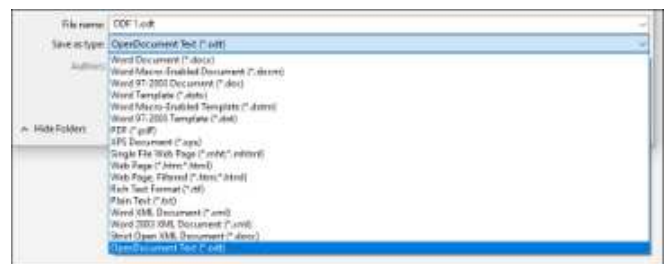 File name: ODF 1.odt
Save as type: OpenDocument Text (*.odt)
Authors:
Word Document (*.docx)
Word Macro-Enabled Document (*.docm)
Word 97-2003 Document (*.doc)
Word Template (*.dotx)
Word Macro-Enabled Template (*.dotm)
Word 97-2003 Template (*.dot)
PDF (*.pdf)
XPS Document (*.xps)
Single File Web Page (*.mht;*.mhtml)
Web Page (*.htm;*.html)
Web Page, Filtered (*.htm;*.html)
Rich Text Format (*.rtf)
Plain Text (*.txt)
Word XML Document (*.xml)
Word 2003 XML Document (*.xml)
Strict Open XML Document (*.docx)
OpenDocument Text (*.odt)
Hide Folders